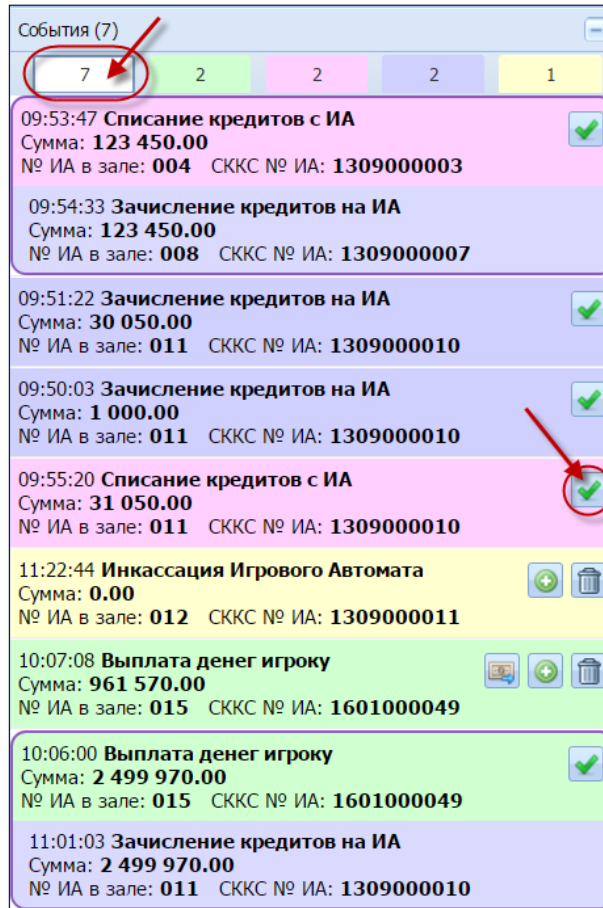 События (7)
7 2 2 2 1
09:53:47 Списание кредитов с ИА
Сумма: 123 450.00
№ ИА в зале: 004 СККС № ИА: 1309000003
09:54:33 Зачисление кредитов на ИА
Сумма: 123 450.00
№ ИА в зале: 008 СККС № ИА: 1309000007
09:51:22 Зачисление кредитов на ИА
Сумма: 30 050.00
№ ИА в зале: 011 СККС № ИА: 1309000010
09:50:03 Зачисление кредитов на ИА
Сумма: 1 000.00
№ ИА в зале: 011 СККС № ИА: 1309000010
09:55:20 Списание кредитов с ИА
Сумма: 31 050.00
№ ИА в зале: 011 СККС № ИА: 1309000010
11:22:44 Инкассация Игрового Автомата
Сумма: 0.00
№ ИА в зале: 012 СККС № ИА: 1309000011
10:07:08 Выплата денег игроку
Сумма: 961 570.00
№ ИА в зале: 015 СККС № ИА: 1601000049
10:06:00 Выплата денег игроку
Сумма: 2 499 970.00
№ ИА в зале: 015 СККС № ИА: 1601000049
11:01:03 Зачисление кредитов на ИА
Сумма: 2 499 970.00
№ ИА в зале: 011 СККС № ИА: 1309000010